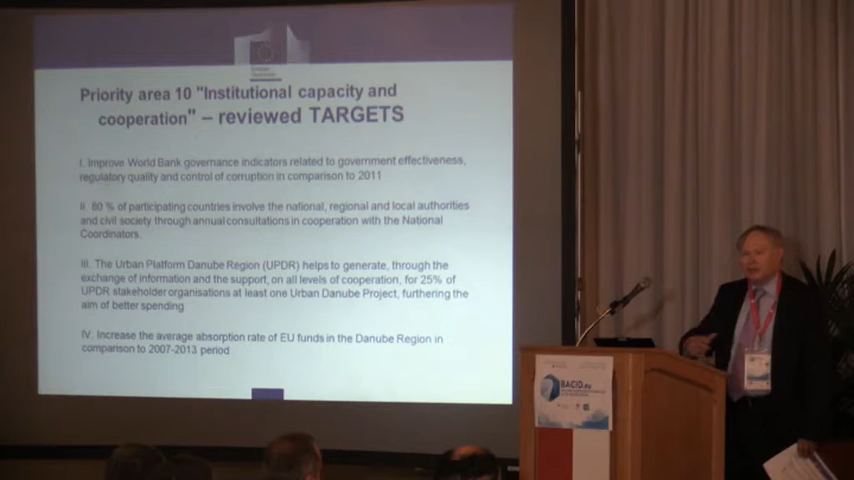 European
Commission
Priority area 10 "Institutional capacity and
cooperation" – reviewed TARGETS
I. Improve World Bank governance indicators related to government effectiveness,
regulatory quality and control of corruption in comparison to 2011
II. 80 % of participating countries involve the national, regional and local authorities
and civil society through annual consultations in cooperation with the National
Coordinators.
III. The Urban Platform Danube Region (UPDR) helps to generate, through the
exchange of information and the support, on all levels of cooperation, for 25% of
UPDR stakeholder organisations at least one Urban Danube Project, furthering the
aim of better spending
IV. Increase the average absorption rate of EU funds in the Danube Region in
comparison to 2007-2013 period
BACID